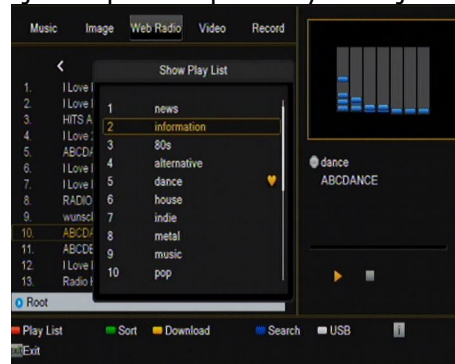 Music Image Web Radio Video Record
Show Play List
1. I Love
2. I Love
3. HITS A
4. I Love
5. ABCD
6. I Love
7. I Love
8. RADIO
9. wunscl
10. ABCD
11. ABCDE
12. I Love
13. Radio
1 news
2 information
3 80s
4 alternative
5 dance
6 house
7 indie
8 metal
9 music
10 pop
dance
ABCDANCE
Root
Play List Sort Download Search USB i
Exit